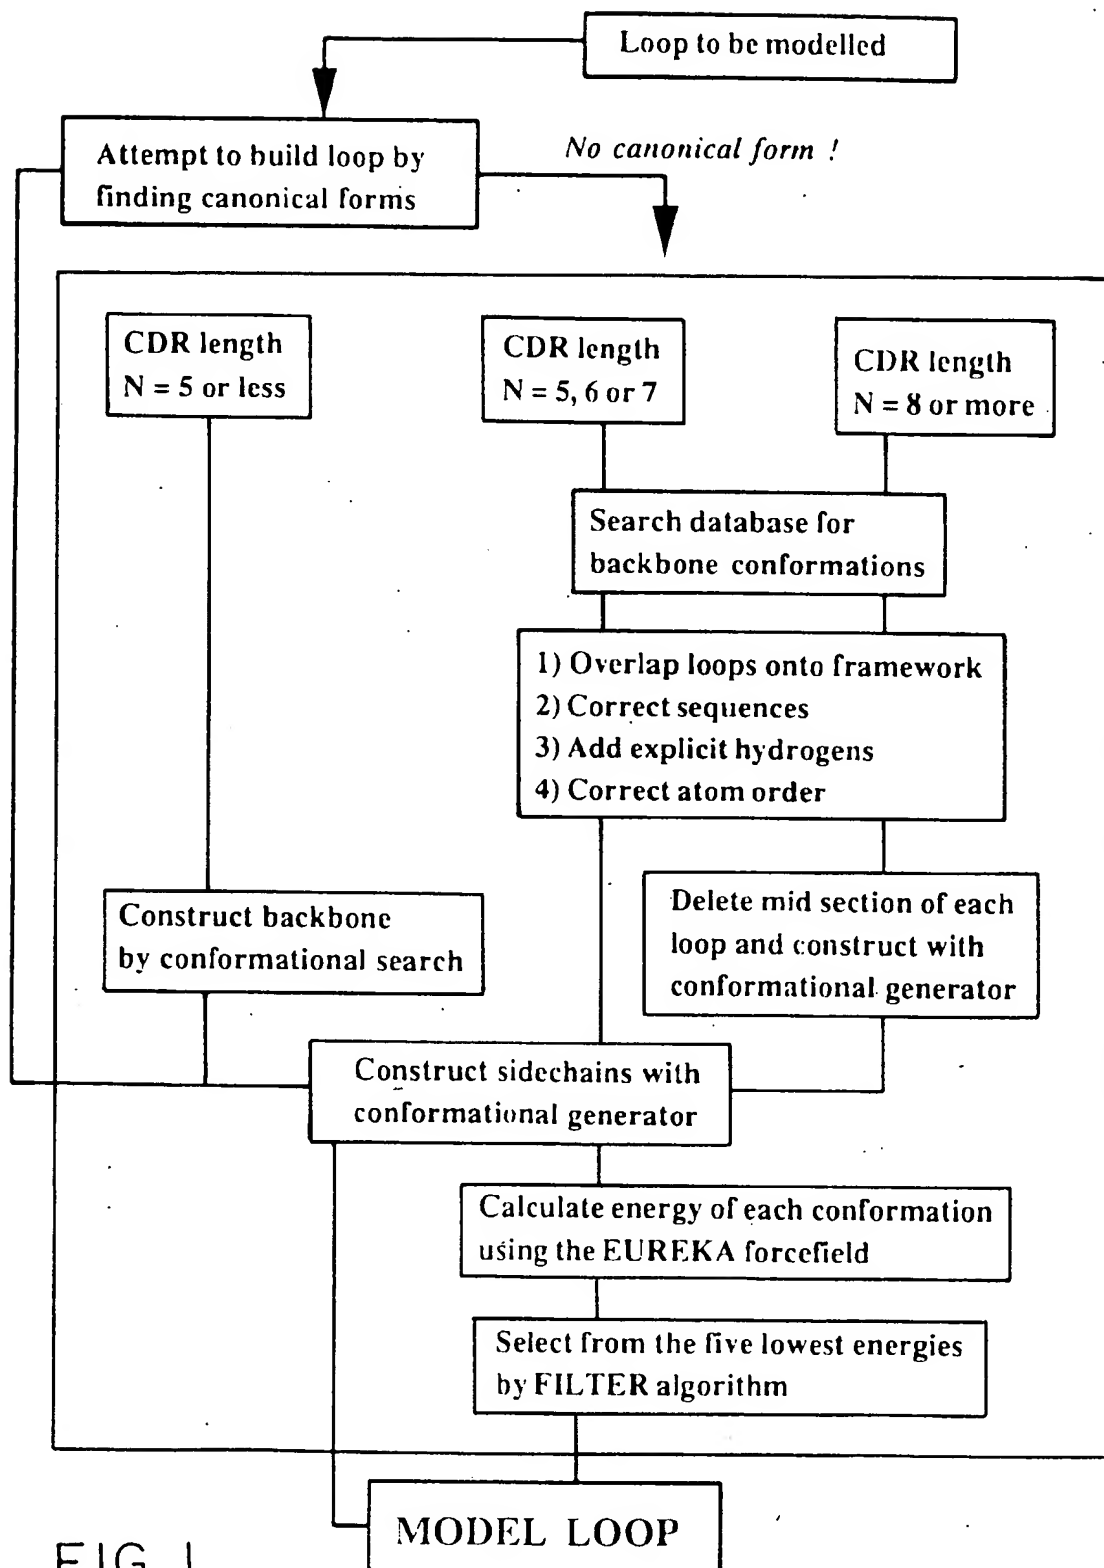 Loop to be modelled
Attempt to build loop by
finding canonical forms
No canonical form !
CDR length
N = 5 or less
CDR length
N = 5, 6 or 7
CDR length
N = 8 or more
Search database for
backbone conformations
1) Overlap loops onto framework
2) Correct sequences
3) Add explicit hydrogens
4) Correct atom order
Construct backbone
by conformational search
Delete mid section of each
loop and construct with
conformational generator
Construct sidechains with
conformational generator
Calculate energy of each conformation
using the EUREKA forcefield
Select from the five lowest energies
by FILTER algorithm
MODEL LOOP
FIG. 1